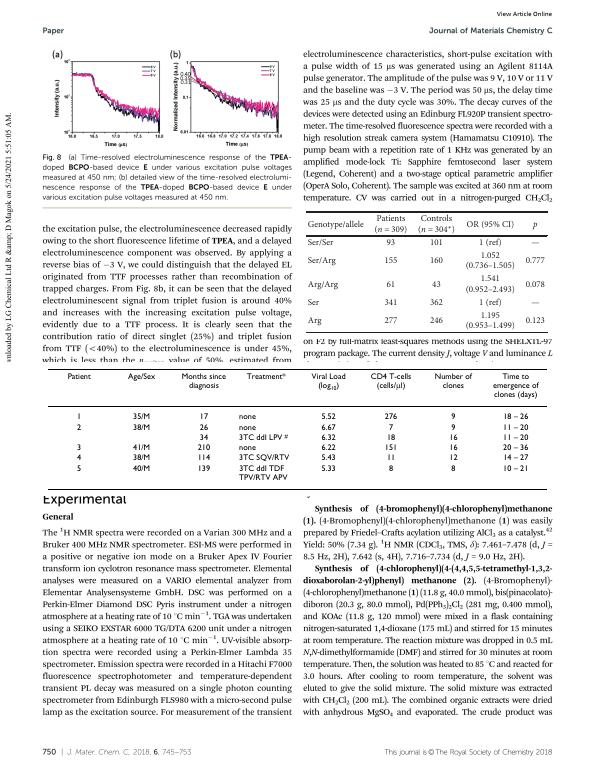 View Article Online
Paper
Journal of Materials Chemistry C
(a)
(b)
Intensity (a.u.)
Normalized Intensity (a.u.)
Time (μs)
Time (μs)
Fig. 8 (a) Time-resolved electroluminescence response of the TPEA-
doped BCPO-based device E under various excitation pulse voltages
measured at 450 nm; (b) detailed view of the time-resolved electrolumi-
nescence response of the TPEA-doped BCPO-based device E under
various excitation pulse voltages measured at 450 nm.
the excitation pulse, the electroluminescence decreased rapidly
owing to the short fluorescence lifetime of TPEA, and a delayed
electroluminescence component was observed. By applying a
reverse bias of −3 V, we could distinguish that the delayed EL
originated from TTF processes rather than recombination of
trapped charges. From Fig. 8b, it can be seen that the delayed
electroluminescent signal from triplet fusion is around 40%
and increases with the increasing excitation pulse voltage,
evidently due to a TTF process. It is clearly seen that the
contribution ratio of direct singlet (25%) and triplet fusion
from TTF (<40%) to the electroluminescence is under 45%,
which is less than the value of 50% estimated from
electroluminescence characteristics, short-pulse excitation with
a pulse width of 15 μs was generated using an Agilent 8114A
pulse generator. The amplitude of the pulse was 9 V, 10 V or 11 V
and the baseline was −3 V. The period was 50 μs, the delay time
was 25 μs and the duty cycle was 30%. The decay curves of the
devices were detected using an Edinburg FL920P transient spectro-
meter. The time-resolved fluorescence spectra were recorded with a
high resolution streak camera system (Hamamatsu C10910). The
pump beam with a repetition rate of 1 KHz was generated by an
amplified mode-lock Ti: Sapphire femtosecond laser system
(Legend, Coherent) and a two-stage optical parametric amplifier
(OperA Solo, Coherent). The sample was excited at 360 nm at room
temperature. CV was carried out in a nitrogen-purged CH2Cl2
Genotype/allele Patients (n = 309) Controls (n = 304*) OR (95% CI) p
Ser/Ser 93 101 1 (ref) —
Ser/Arg 155 160 1.052 (0.736–1.505) 0.777
Arg/Arg 61 43 1.541 (0.952–2.493) 0.078
Ser 341 362 1 (ref) —
Arg 277 246 1.195 (0.953–1.499) 0.123
on F2 by full-matrix least-squares methods using the SHELXTL-97
program package. The current density J, voltage V and luminance L
Patient Age/Sex Months since diagnosis Treatment* Viral Load (log10) CD4 T-cells (cells/μl) Number of clones Time to emergence of clones (days)
1 35/M 17 none 5.52 276 9 18 – 26
2 38/M 26 none 6.67 7 9 11 – 20
34 3TC ddI LPV # 6.32 18 16 11 – 20
3 41/M 210 none 6.22 151 16 20 – 36
4 38/M 114 3TC SQV/RTV 5.43 11 12 14 – 27
5 40/M 139 3TC ddI TDF TPV/RTV APV 5.33 8 8 10 – 21
Experimental
General
The 1H NMR spectra were recorded on a Varian 300 MHz and a
Bruker 400 MHz NMR spectrometer. ESI-MS were performed in
a positive or negative ion mode on a Bruker Apex IV Fourier
transform ion cyclotron resonance mass spectrometer. Elemental
analyses were measured on a VARIO elemental analyzer from
Elementar Analysensysteme GmbH. DSC was performed on a
Perkin-Elmer Diamond DSC Pyris instrument under a nitrogen
atmosphere at a heating rate of 10 °C min−1. TGA was undertaken
using a SEIKO EXSTAR 6000 TG/DTA 6200 unit under a nitrogen
atmosphere at a heating rate of 10 °C min−1. UV-visible absorp-
tion spectra were recorded using a Perkin-Elmer Lambda 35
spectrometer. Emission spectra were recorded in a Hitachi F7000
fluorescence spectrophotometer and temperature-dependent
transient PL decay was measured on a single photon counting
spectrometer from Edinburgh FLS980 with a micro-second pulse
lamp as the excitation source. For measurement of the transient
Synthesis of (4-bromophenyl)(4-chlorophenyl)methanone
(1). (4-Bromophenyl)(4-chlorophenyl)methanone (1) was easily
prepared by Friedel–Crafts acylation utilizing AlCl3 as a catalyst.42
Yield: 50% (7.34 g). 1H NMR (CDCl3, TMS, δ): 7.461–7.478 (d, J =
8.5 Hz, 2H), 7.642 (s, 4H), 7.716–7.734 (d, J = 9.0 Hz, 2H).
Synthesis of (4-chlorophenyl)(4-(4,4,5,5-tetramethyl-1,3,2-
dioxaborolan-2-yl)phenyl) methanone (2). (4-Bromophenyl)-
(4-chlorophenyl)methanone (1) (11.8 g, 40.0 mmol), bis(pinacolato)-
diboron (20.3 g, 80.0 mmol), Pd(PPh3)2Cl2 (281 mg, 0.400 mmol),
and KOAc (11.8 g, 120 mmol) were mixed in a flask containing
nitrogen-saturated 1,4-dioxane (175 mL) and stirred for 15 minutes
at room temperature. The reaction mixture was dropped in 0.5 mL
N,N-dimethylformamide (DMF) and stirred for 30 minutes at room
temperature. Then, the solution was heated to 85 °C and reacted for
3.0 hours. After cooling to room temperature, the solvent was
eluted to give the solid mixture. The solid mixture was extracted
with CH2Cl2 (200 mL). The combined organic extracts were dried
with anhydrous MgSO4 and evaporated. The crude product was
750 | J. Mater. Chem. C, 2018, 6, 745–753
This journal is © The Royal Society of Chemistry 2018
vnloaded by LG Chemical Ltd R &amp; D Magok on 5/24/2021 5:51:05 AM.